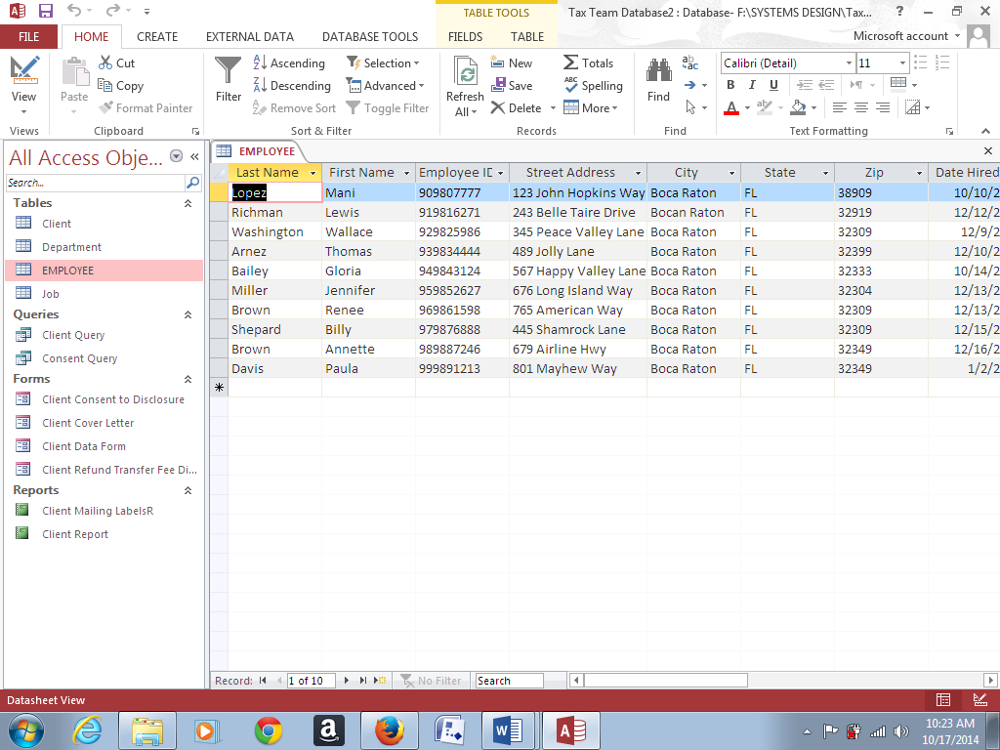 TABLE TOOLS
Tax Team Database2 : Database- F:\SYSTEMS DESIGN\Tax...
FILE HOME CREATE EXTERNAL DATA DATABASE TOOLS FIELDS TABLE
Microsoft account
View
Views
Paste
Cut
Copy
Format Painter
Clipboard
Filter
Ascending
Descending
Remove Sort
Selection
Advanced
Toggle Filter
Sort & Filter
Refresh
All
New
Save
Delete
Totals
Spelling
More
Records
Find
Find
Calibri (Detail) 11
B I U
Text Formatting
All Access Obje...
Search...
Tables
Client
Department
EMPLOYEE
Job
Queries
Client Query
Consent Query
Forms
Client Consent to Disclosure
Client Cover Letter
Client Data Form
Client Refund Transfer Fee Di...
Reports
Client Mailing LabelsR
Client Report
EMPLOYEE
Last Name First Name Employee ID Street Address City State Zip Date Hired
Lopez Mani 909807777 123 John Hopkins Way Boca Raton FL 38909 10/10/2
Richman Lewis 919816271 243 Belle Taire Drive Bocan Raton FL 32919 12/12/2
Washington Wallace 929825986 345 Peace Valley Lane Boca Raton FL 32309 12/9/2
Arnez Thomas 939834444 489 Jolly Lane Boca Raton FL 32399 12/10/2
Bailey Gloria 949843124 567 Happy Valley Lane Boca Raton FL 32333 10/14/2
Miller Jennifer 959852627 676 Long Island Way Boca Raton FL 32304 12/13/2
Brown Renee 969861598 765 American Way Boca Raton FL 32309 12/13/2
Shepard Billy 979876888 445 Shamrock Lane Boca Raton FL 32309 12/15/2
Brown Annette 989887246 679 Airline Hwy Boca Raton FL 32349 12/16/2
Davis Paula 999891213 801 Mayhew Way Boca Raton FL 32349 1/2/2
Record: 1 of 10 No Filter Search
Datasheet View
10:23 AM
10/17/2014